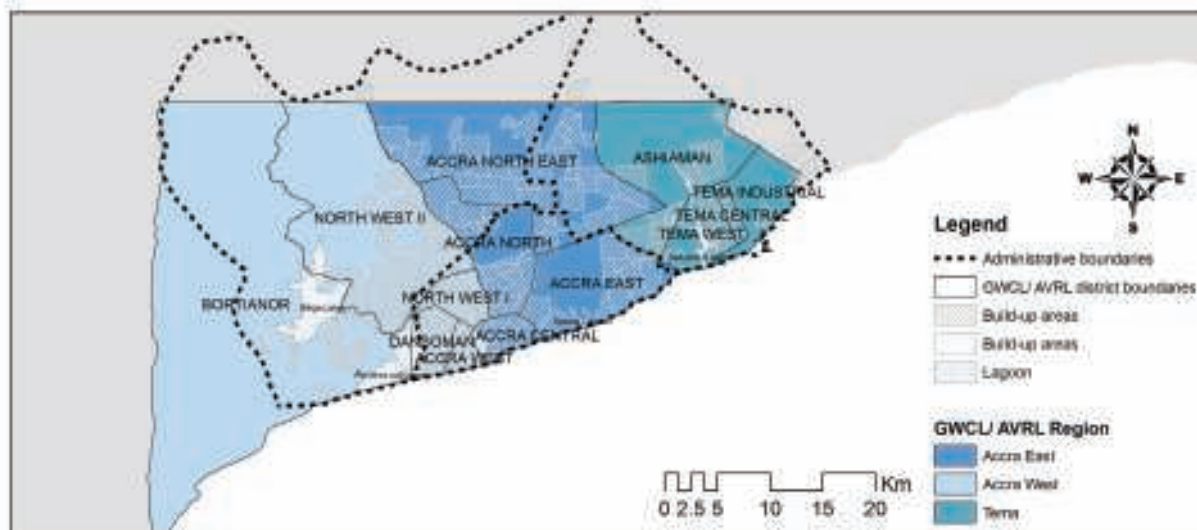 ACCRA NORTH EAST
ASHIAMAN
TEMA INDUSTRIAL
TEMA CENTRAL
TEMA WEST
NORTH WEST II
ACCRA NORTH
ACCRA EAST
BORTIANOR
NORTH WEST I
DANSOMAN
ACCRA CENTRAL
ACCRA WEST
N
W
E
S
Legend
Administrative boundaries
GWCL/ AVRL district boundaries
Build-up areas
Build-up areas
Lagoon
GWCL/ AVRL Region
Accra East
Accra West
Tema
Km
0 2.5 5 10 15 20